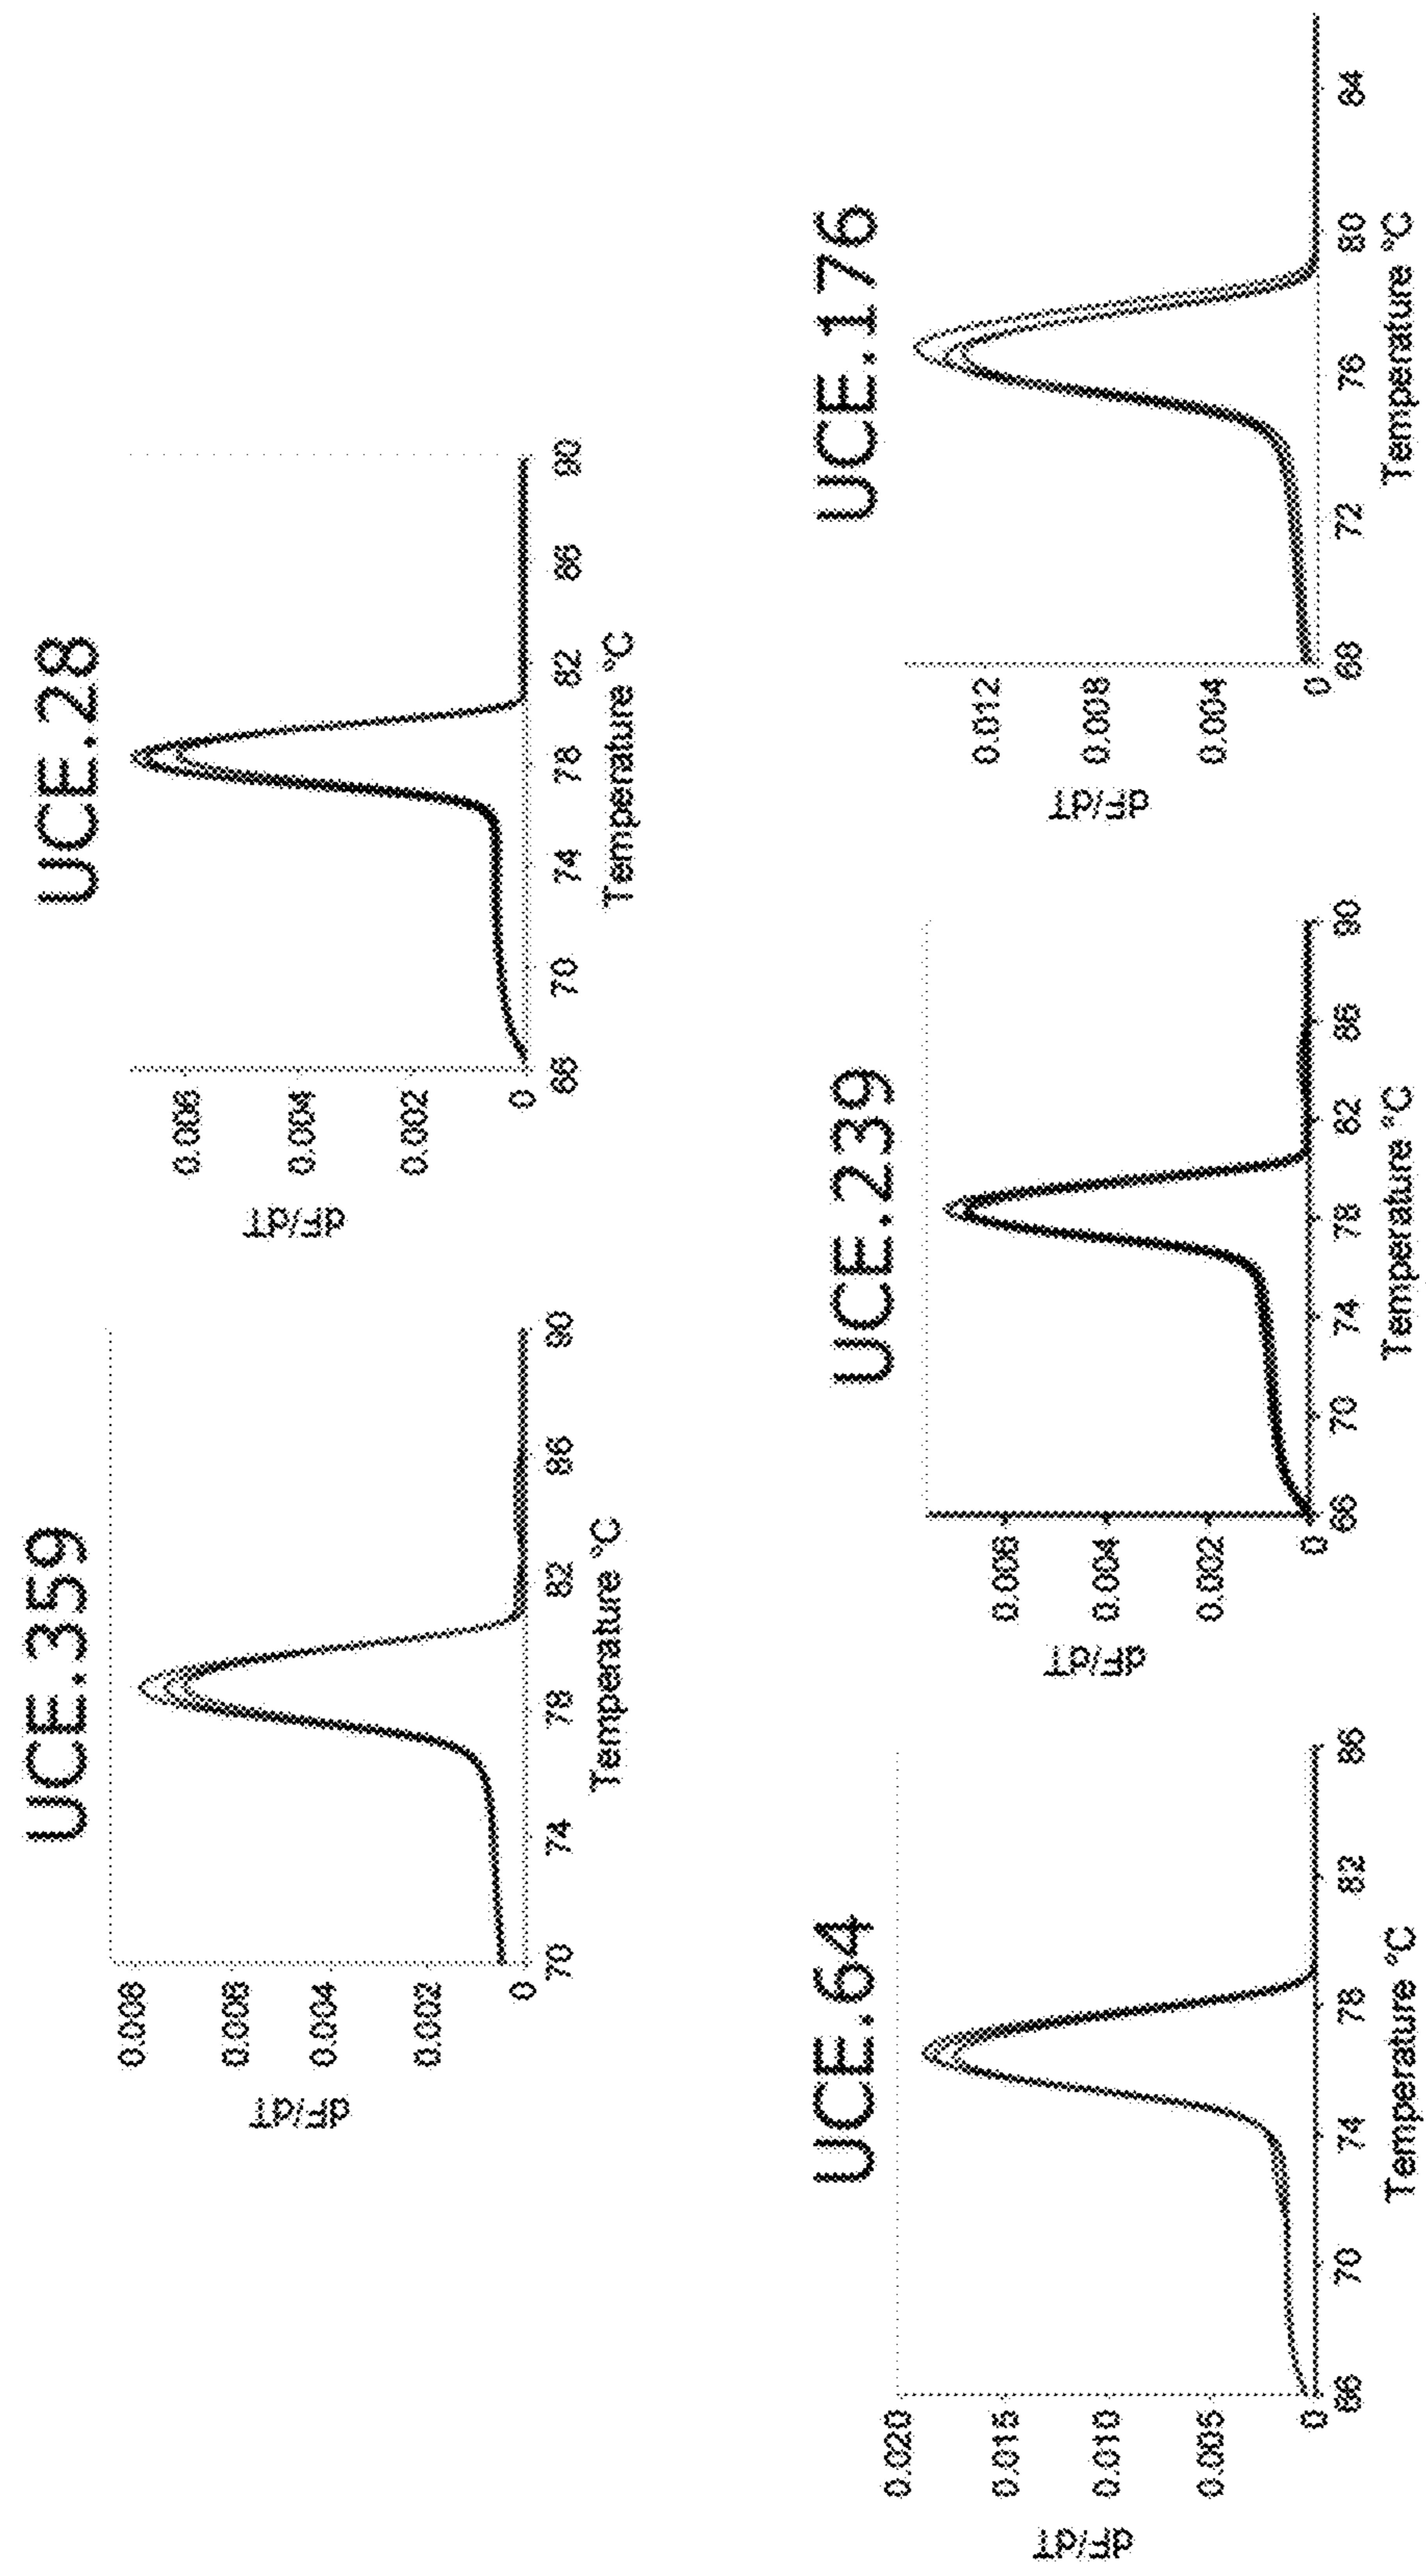 UCE.359
dF/dT
0.008
0.006
0.004
0.002
0
70 74 78 82 86 90
Temperature °C
UCE.28
dF/dT
0.006
0.004
0.002
0
66 70 74 78 82 86 90
Temperature °C
UCE.64
dF/dT
0.020
0.015
0.010
0.005
0
66 70 74 78 82 86
Temperature °C
UCE.239
dF/dT
0.006
0.004
0.002
0
66 70 74 78 82 86 90
Temperature °C
UCE.176
dF/dT
0.012
0.008
0.004
0
68 72 76 80 84
Temperature °C